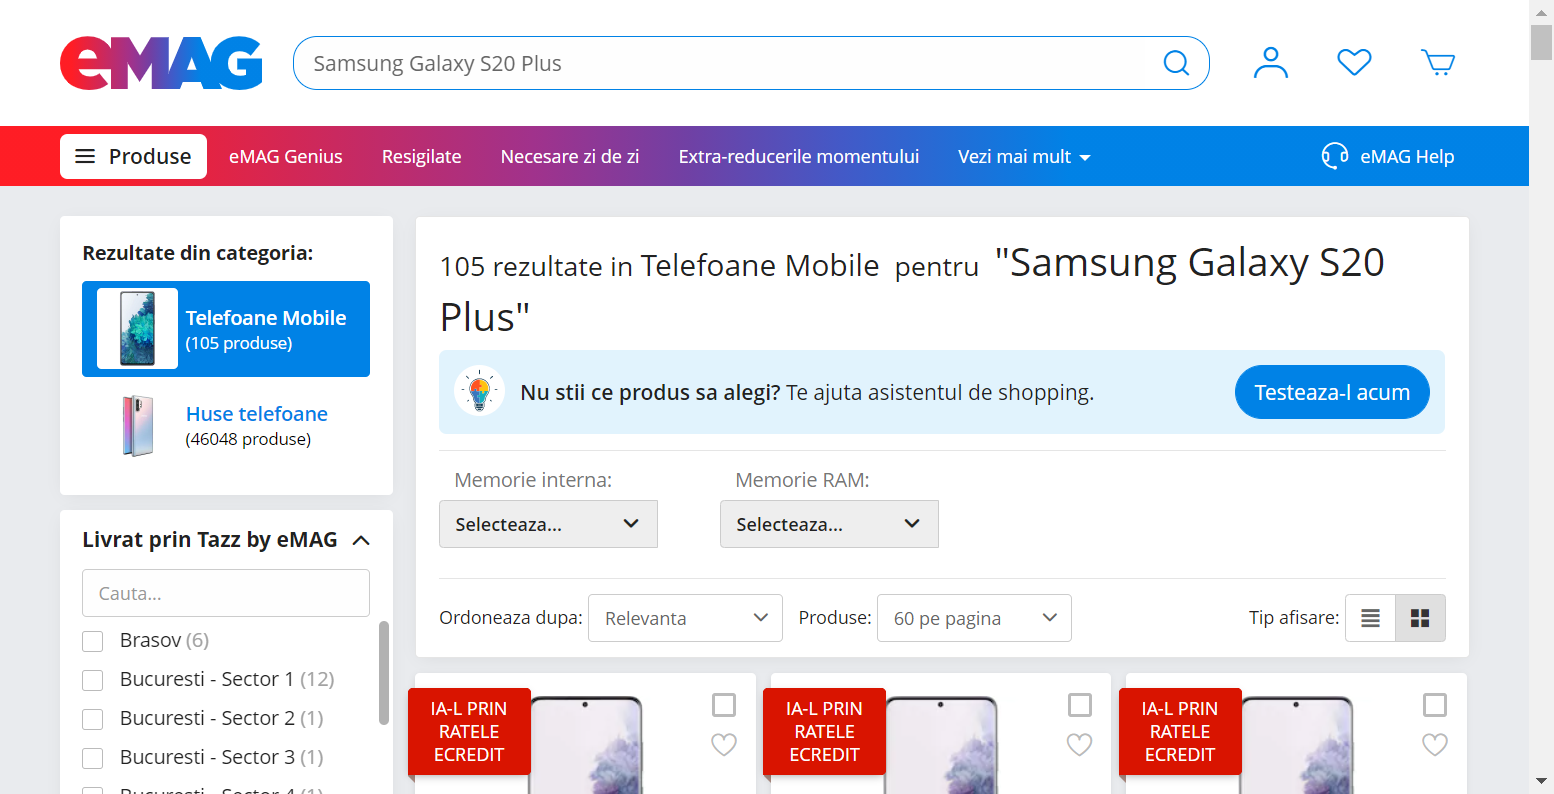 eMAG
Samsung Galaxy S20 Plus
Produse
eMAG Genius
Resigilate
Necesare zi de zi
Extra-reducerile momentului
Vezi mai mult
eMAG Help
Rezultate din categoria:
Telefoane Mobile
(105 produse)
Huse telefoane
(46048 produse)
Livrat prin Tazz by eMAG
Cauta...
Brasov (6)
Bucuresti - Sector 1 (12)
Bucuresti - Sector 2 (1)
Bucuresti - Sector 3 (1)
Bucuresti - Sector 4 (1)
105 rezultate in Telefoane Mobile pentru "Samsung Galaxy S20
Plus"
Nu stii ce produs sa alegi? Te ajuta asistentul de shopping.
Testeaza-l acum
Memorie interna:
Selecteaza...
Memorie RAM:
Selecteaza...
Ordoneaza dupa:
Relevanta
Produse:
60 pe pagina
Tip afisare:
IA-L PRIN
RATELE
ECREDIT
IA-L PRIN
RATELE
ECREDIT
IA-L PRIN
RATELE
ECREDIT